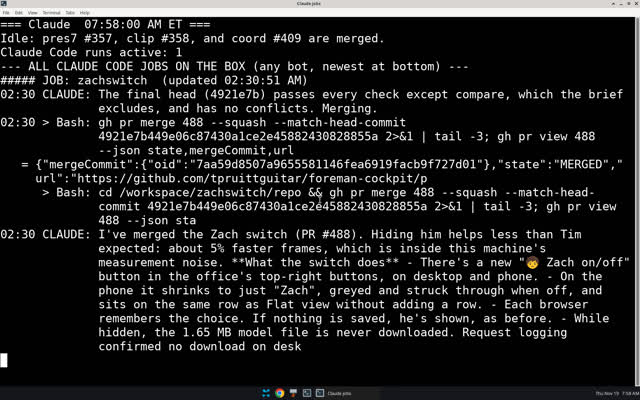 Claude jobs
File Edit View Terminal Tabs Help
=== Claude  07:58:00 AM ET ===
Idle: pres7 #357, clip #358, and coord #409 are merged.
Claude Code runs active: 1
--- ALL CLAUDE CODE JOBS ON THE BOX (any bot, newest at bottom) ---
##### JOB: zachswitch  (updated 02:30:51 AM)
02:30 CLAUDE: The final head (4921e7b) passes every check except compare, which the brief
excludes, and has no conflicts. Merging.
02:30 > Bash: gh pr merge 488 --squash --match-head-commit
4921e7b449e06c87430a1ce2e45882430828855a 2>&1 | tail -3; gh pr view 488
--json state,mergeCommit,url
= {"mergeCommit":{"oid":"7aa59d8507a9655581146fea6919facb9f727d01"},"state":"MERGED","
url":"https://github.com/tpruittguitar/foreman-cockpit/p
> Bash: cd /workspace/zachswitch/repo && gh pr merge 488 --squash --match-head-
commit 4921e7b449e06c87430a1ce2e45882430828855a 2>&1 | tail -3; gh pr view
488 --json sta
02:30 CLAUDE: I've merged the Zach switch (PR #488). Hiding him helps less than Tim
expected: about 5% faster frames, which is inside this machine's
measurement noise. **What the switch does** - There's a new "🧒 Zach on/off"
button in the office's top-right buttons, on desktop and phone. - On the
phone it shrinks to just "Zach", greyed and struck through when off, and
sits on the same row as Flat view without adding a row. - Each browser
remembers the choice. If nothing is saved, he's shown, as before. - While
hidden, the 1.65 MB model file is never downloaded. Request logging
confirmed no download on desk
Claude jobs
Thu Nov 19 7:58 AM